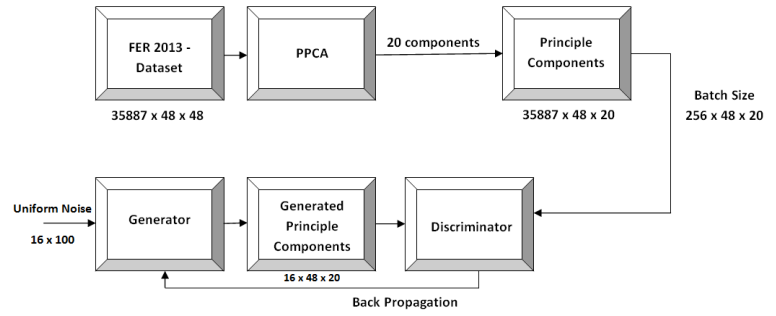 FER 2013 -
Dataset
PPCA
20 components
Principle
Components
35887 x 48 x 48
35887 x 48 x 20
Batch Size
256 x 48 x 20
Uniform Noise
16 x 100
Generator
Generated
Principle
Components
Discriminator
16 x 48 x 20
Back Propagation